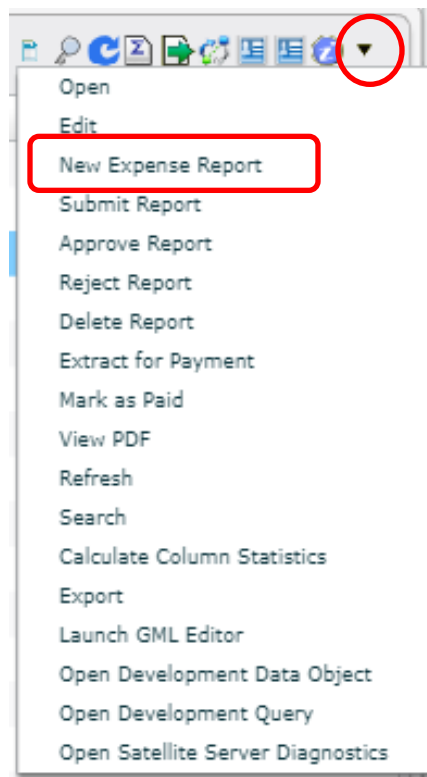 Open
Edit
New Expense Report
Submit Report
Approve Report
Reject Report
Delete Report
Extract for Payment
Mark as Paid
View PDF
Refresh
Search
Calculate Column Statistics
Export
Launch GML Editor
Open Development Data Object
Open Development Query
Open Satellite Server Diagnostics